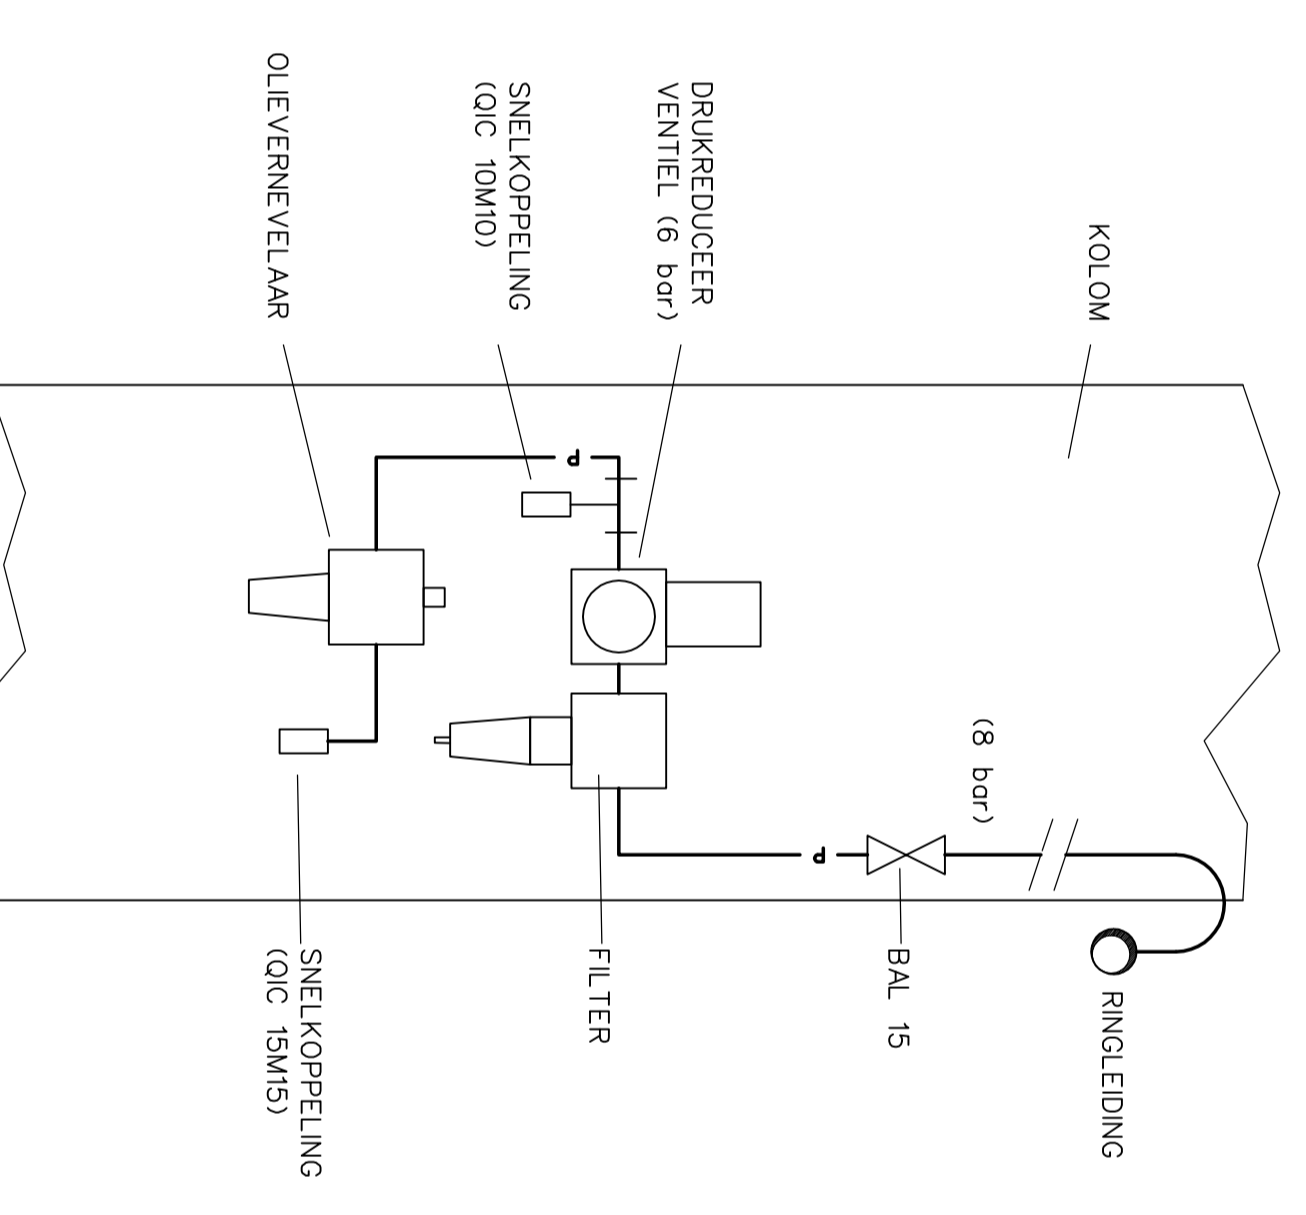 KOLOM
DRUKREDUCEER
VENTIEL (6 bar)
SNELKOPPELING
(QIC 10M10)
OLIEVERNEVELAAR
(8 bar)
P
P
RINGLEIDING
BAL 15
FILTER
SNELKOPPELING
(QIC 15M15)